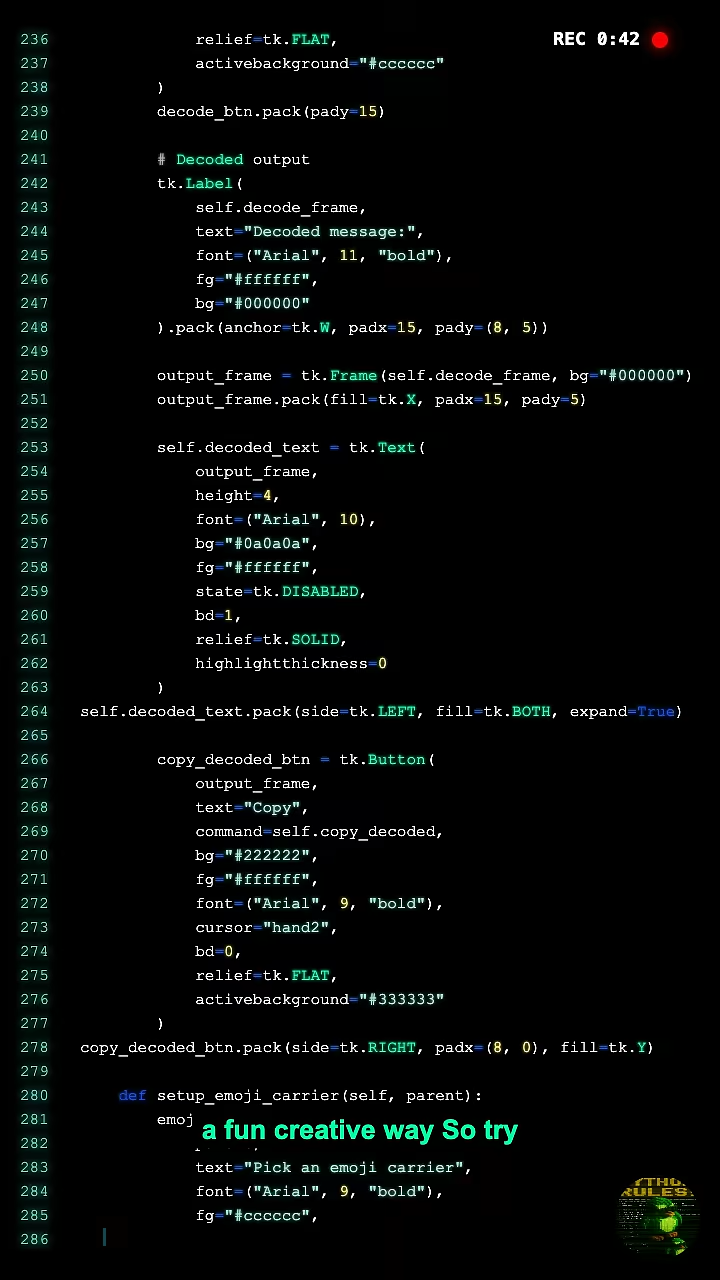 REC 0:42
236 relief=tk.FLAT,
237 activebackground="#cccccc"
238 )
239 decode_btn.pack(pady=15)
240
241 # Decoded output
242 tk.Label(
243 self.decode_frame,
244 text="Decoded message:",
245 font=("Arial", 11, "bold"),
246 fg="#ffffff",
247 bg="#000000"
248 ).pack(anchor=tk.W, padx=15, pady=(8, 5))
249
250 output_frame = tk.Frame(self.decode_frame, bg="#000000")
251 output_frame.pack(fill=tk.X, padx=15, pady=5)
252
253 self.decoded_text = tk.Text(
254 output_frame,
255 height=4,
256 font=("Arial", 10),
257 bg="#0a0a0a",
258 fg="#ffffff",
259 state=tk.DISABLED,
260 bd=1,
261 relief=tk.SOLID,
262 highlightthickness=0
263 )
264 self.decoded_text.pack(side=tk.LEFT, fill=tk.BOTH, expand=True)
265
266 copy_decoded_btn = tk.Button(
267 output_frame,
268 text="Copy",
269 command=self.copy_decoded,
270 bg="#222222",
271 fg="#ffffff",
272 font=("Arial", 9, "bold"),
273 cursor="hand2",
274 bd=0,
275 relief=tk.FLAT,
276 activebackground="#333333"
277 )
278 copy_decoded_btn.pack(side=tk.RIGHT, padx=(8, 0), fill=tk.Y)
279
280 def setup_emoji_carrier(self, parent):
281 emoj
a fun creative way So try
282
283 text="Pick an emoji carrier",
284 font=("Arial", 9, "bold"),
285 fg="#cccccc",
286
YTHO
RULES